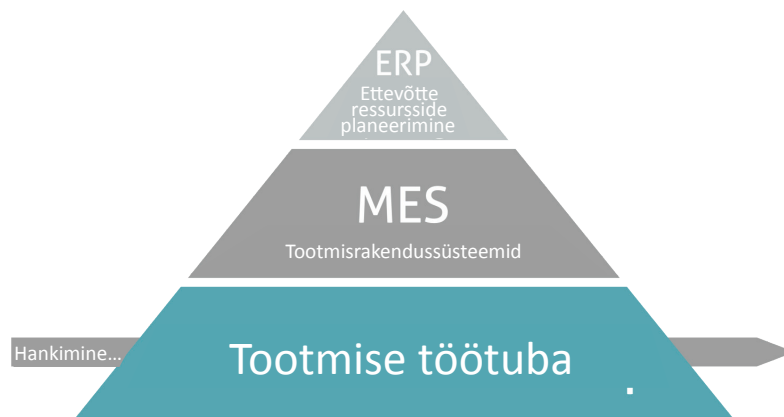 ERP
Ettevõtte
ressursside
planeerimine
MES
Tootmisrakendussüsteemid
Hankimine...
Tootmise töötuba
.